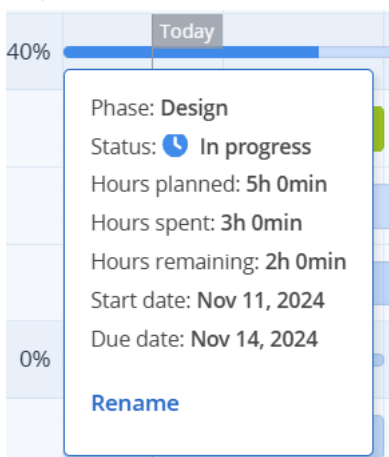 Today
40%
Phase: Design
Status: In progress
Hours planned: 5h 0min
Hours spent: 3h 0min
Hours remaining: 2h 0min
Start date: Nov 11, 2024
Due date: Nov 14, 2024
0%
Rename